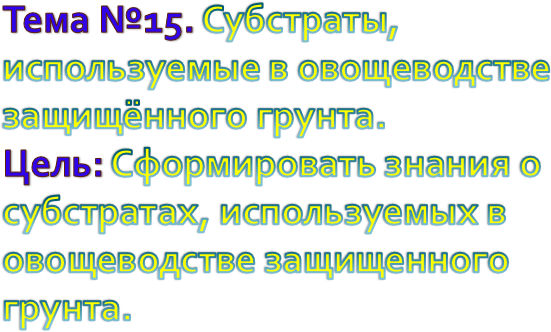 Тема №15. Субстраты,
используемые в овощеводстве
защищённого грунта.
Цель: Сформировать знания о
субстратах, используемых в
овощеводстве защищенного
грунта.